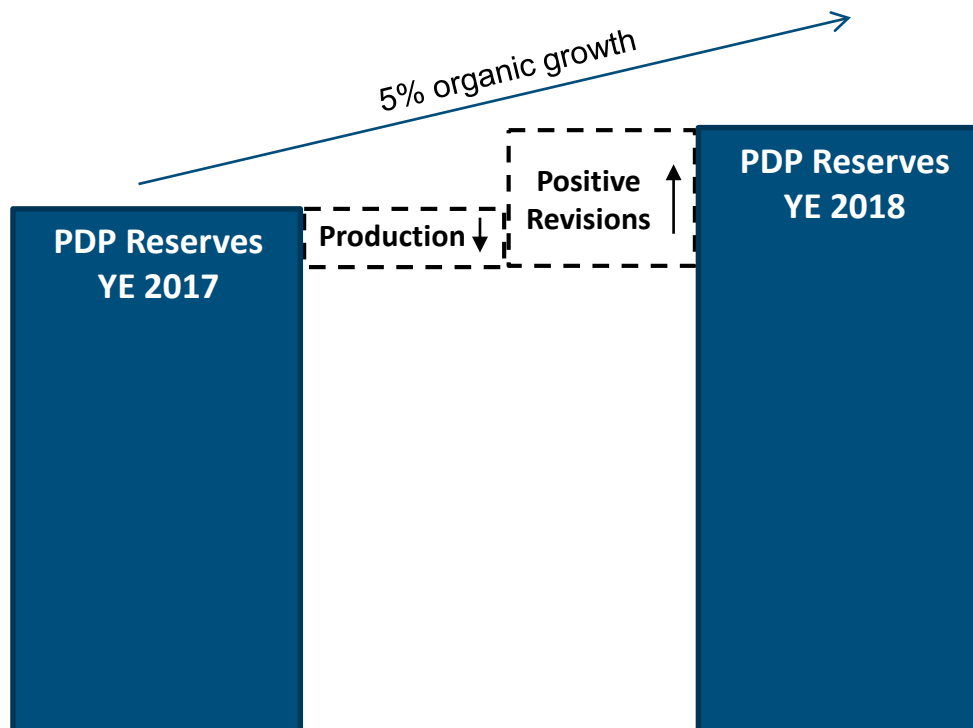 5% organic growth
PDP Reserves
YE 2017
Production
Positive
Revisions
PDP Reserves
YE 2018